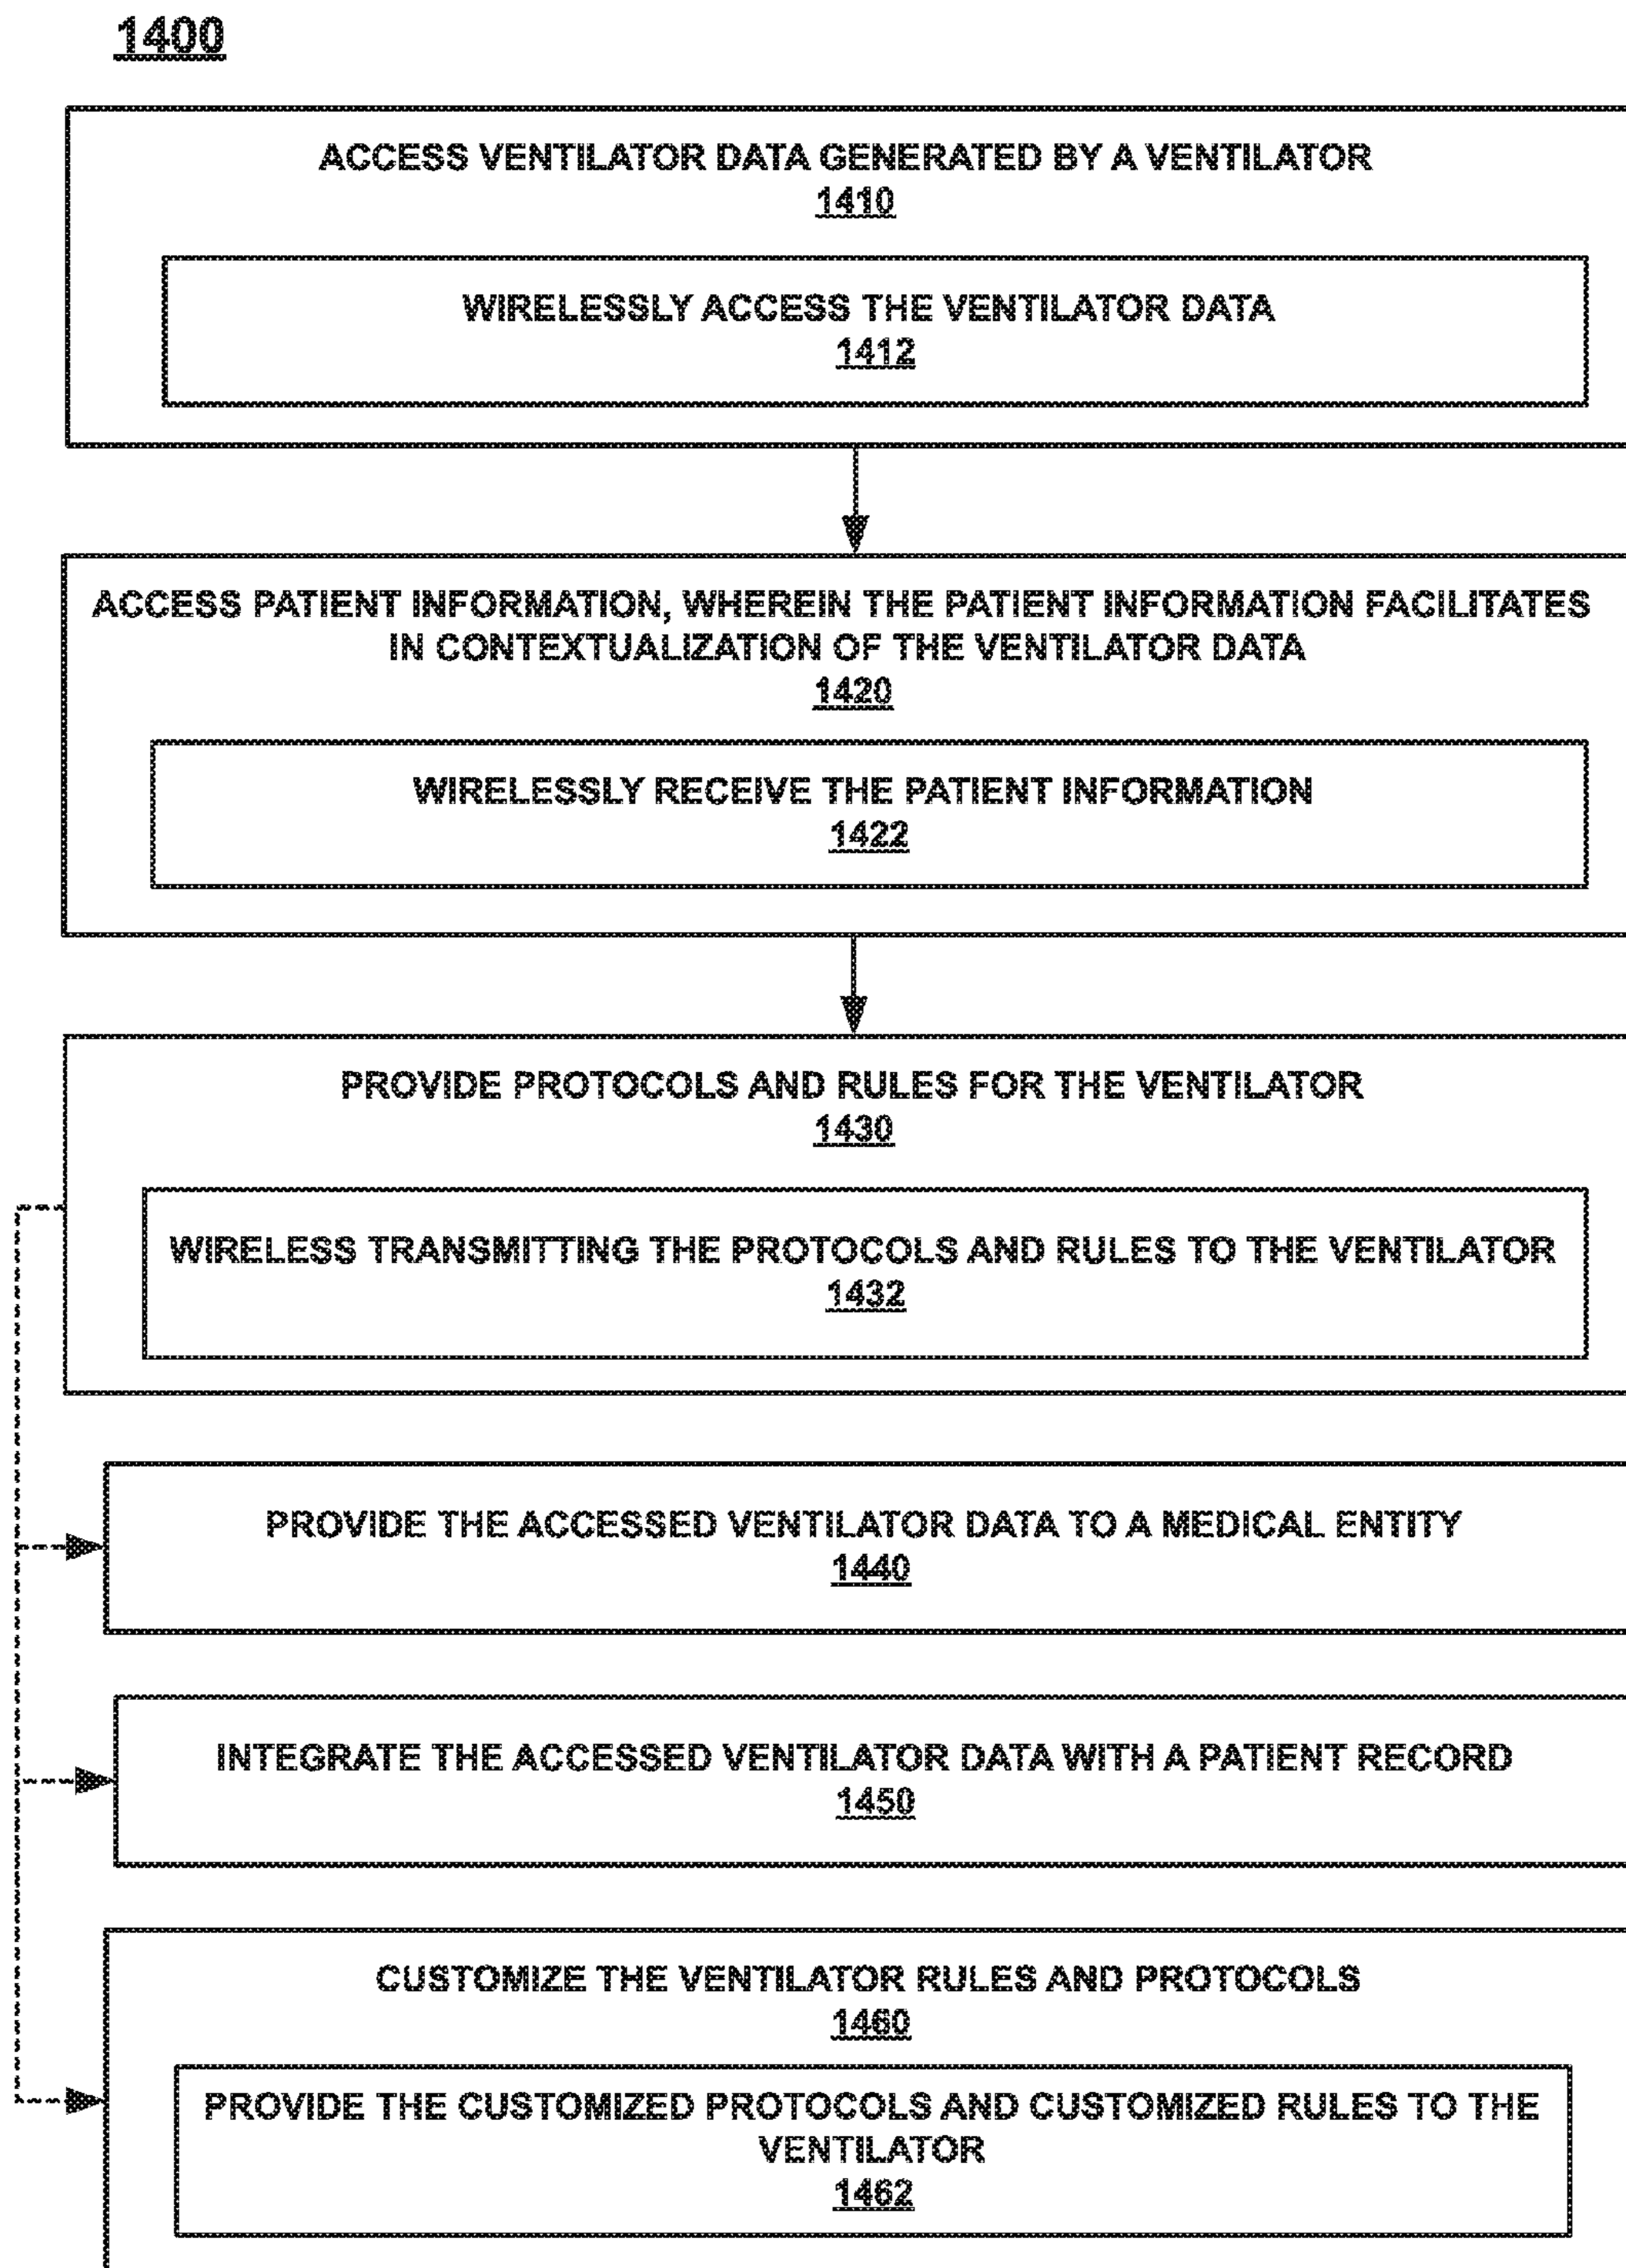 1400
ACCESS VENTILATOR DATA GENERATED BY A VENTILATOR
1410
WIRELESSLY ACCESS THE VENTILATOR DATA
1412
ACCESS PATIENT INFORMATION, WHEREIN THE PATIENT INFORMATION FACILITATES
IN CONTEXTUALIZATION OF THE VENTILATOR DATA
1420
WIRELESSLY RECEIVE THE PATIENT INFORMATION
1422
PROVIDE PROTOCOLS AND RULES FOR THE VENTILATOR
1430
WIRELESS TRANSMITTING THE PROTOCOLS AND RULES TO THE VENTILATOR
1432
PROVIDE THE ACCESSED VENTILATOR DATA TO A MEDICAL ENTITY
1440
INTEGRATE THE ACCESSED VENTILATOR DATA WITH A PATIENT RECORD
1450
CUSTOMIZE THE VENTILATOR RULES AND PROTOCOLS
1460
PROVIDE THE CUSTOMIZED PROTOCOLS AND CUSTOMIZED RULES TO THE
VENTILATOR
1462